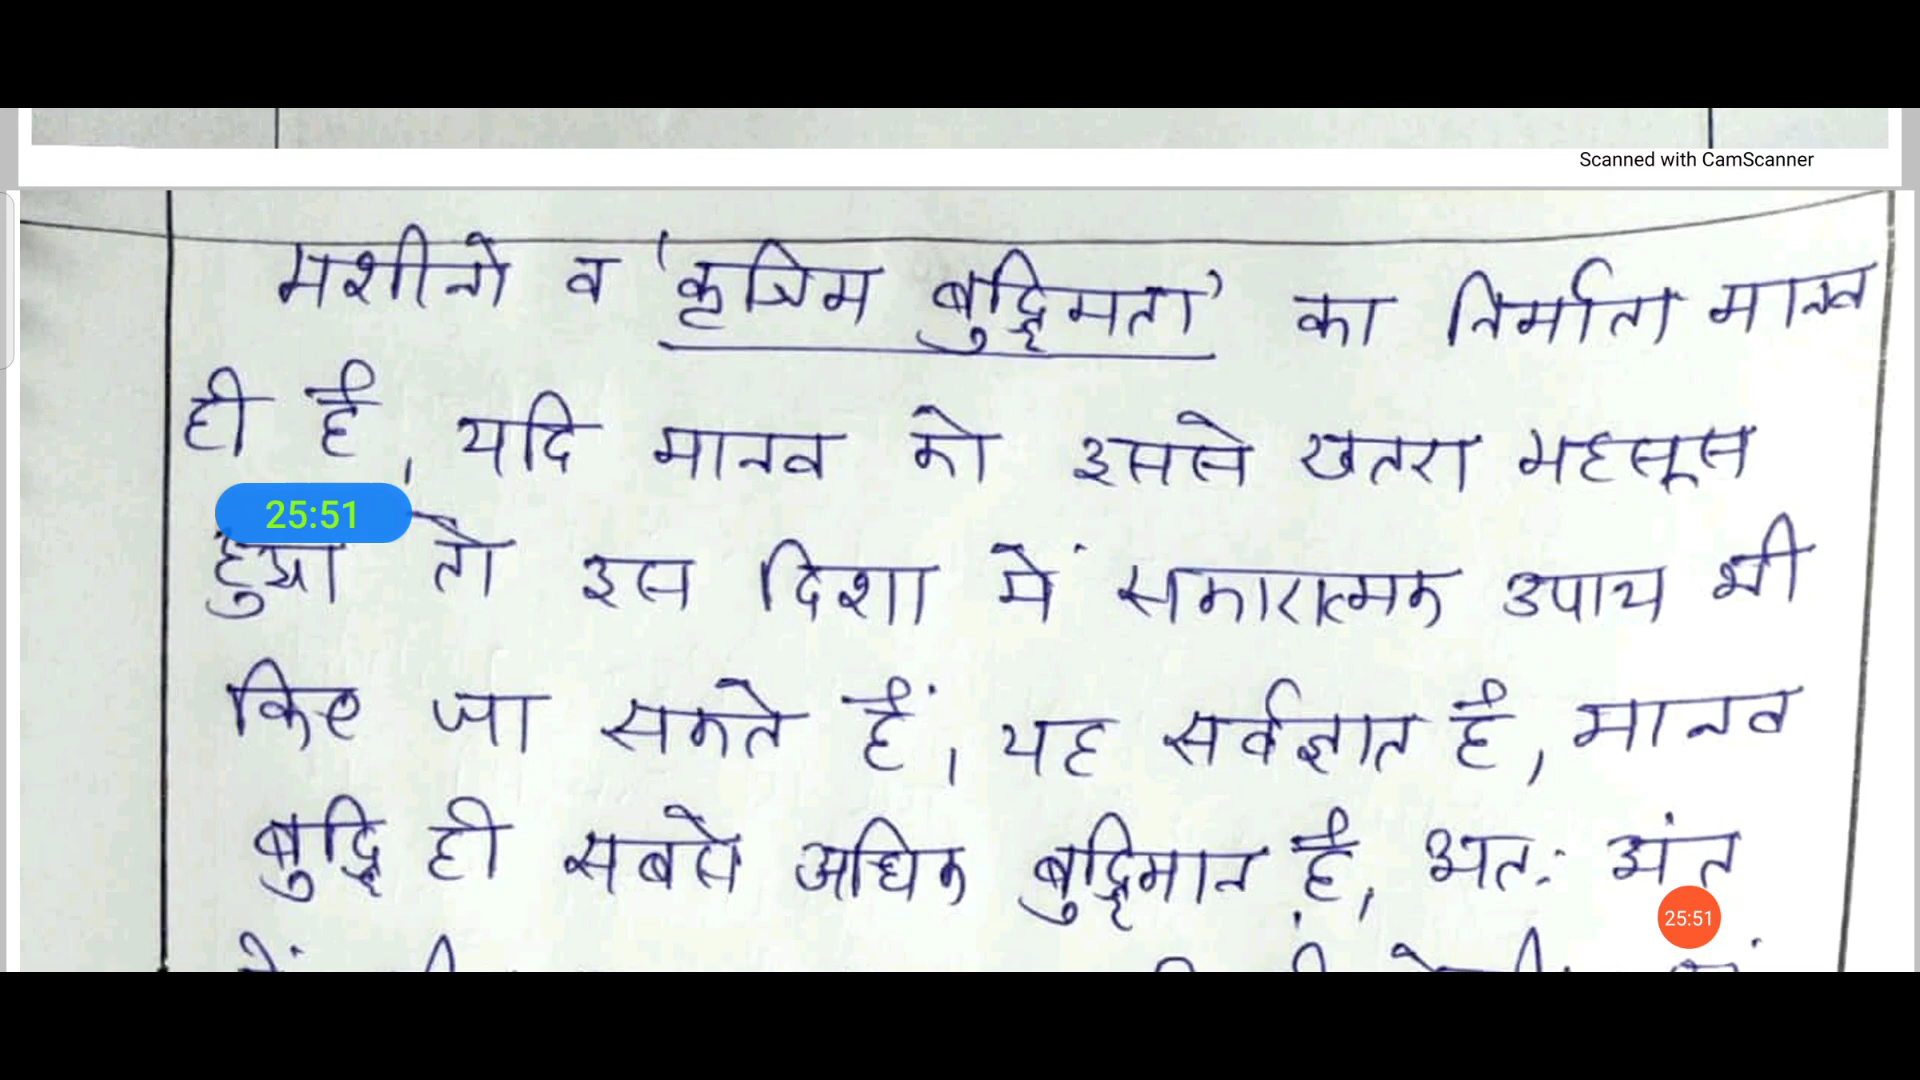 Scanned with CamScanner
मशीनो व 'कृत्रिम बुद्धिमता' का निर्माता मानव
ही है, यदि मानव को इससे खतरा महसूस
25:51
हुआ तो इस दिशा में सकारात्मक उपाय भी
किए जा सकते हैं, यह सर्वज्ञात है, मानव
बुद्धि ही सबसे अधिक बुद्धिमान है, अतः अंत
25:51